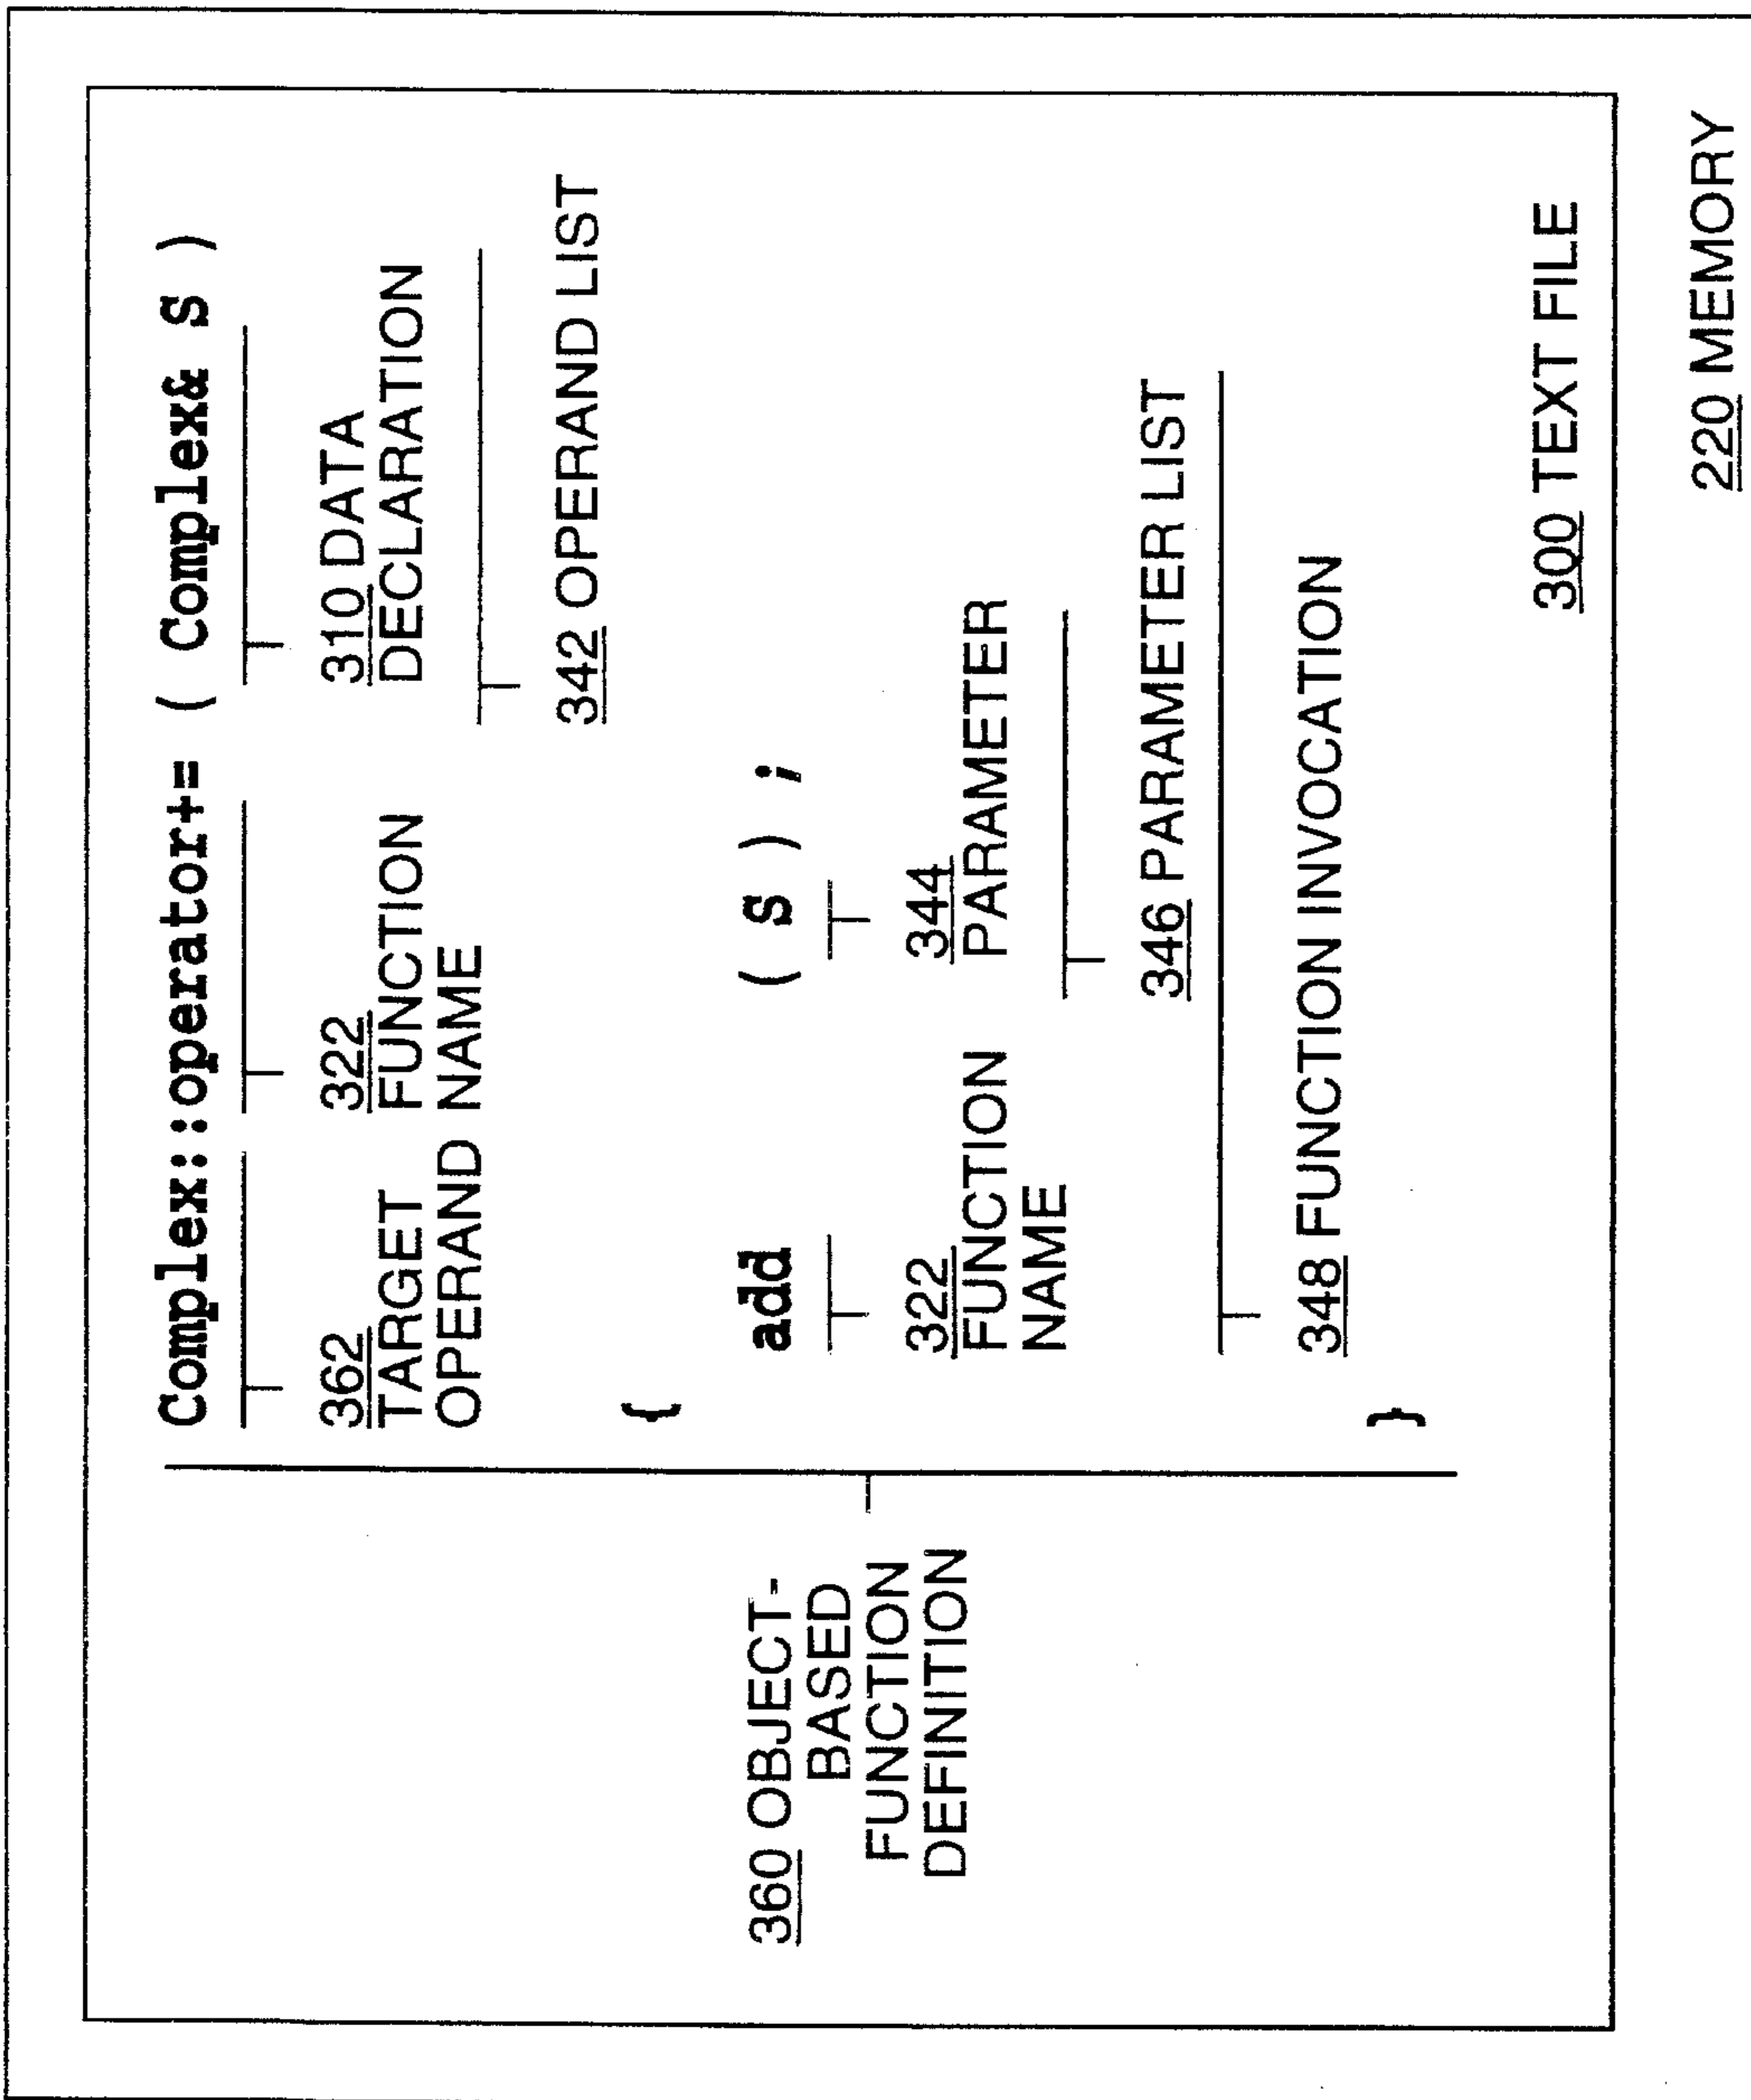 Complex::operator+= ( Complex& S )
362 322 310 DATA
TARGET FUNCTION DECLARATION
OPERAND NAME
342 OPERAND LIST
{
360 OBJECT-
BASED
FUNCTION
DEFINITION
add ( S ) ;
322 344
FUNCTION PARAMETER
NAME
346 PARAMETER LIST
348 FUNCTION INVOCATION
}
300 TEXT FILE
220 MEMORY